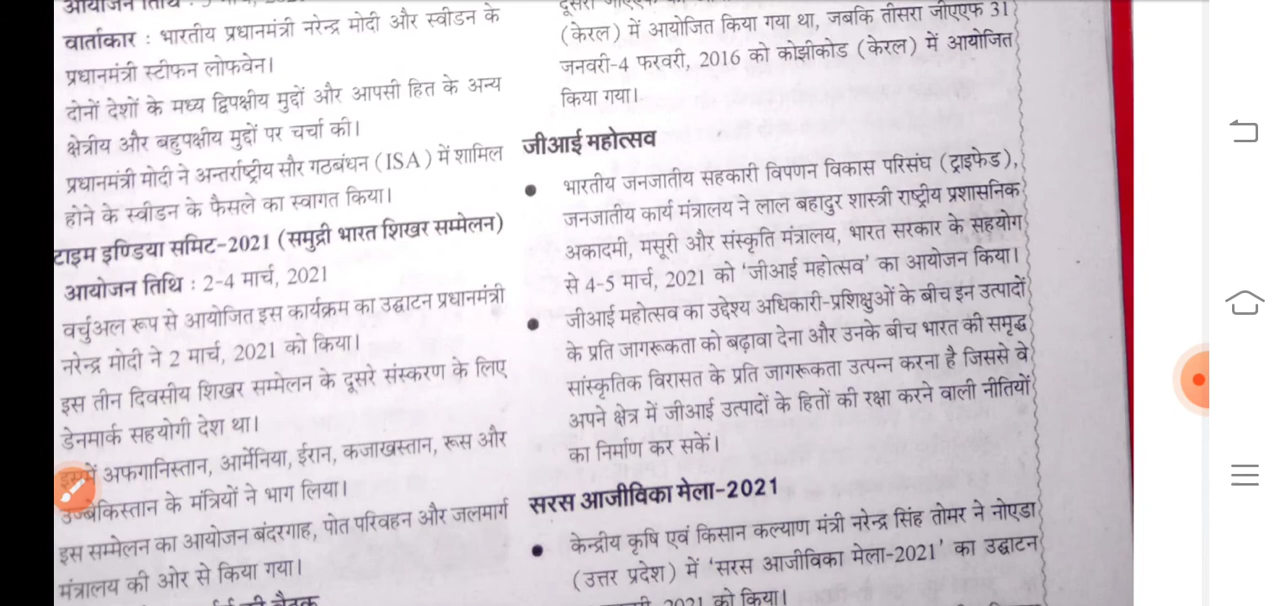 आयोजन तिथि :
वार्ताकार : भारतीय प्रधानमंत्री नरेन्द्र मोदी और स्वीडन के
प्रधानमंत्री स्टीफन लोफवेन।
दोनों देशों के मध्य द्विपक्षीय मुद्दों और आपसी हित के अन्य
क्षेत्रीय और बहुपक्षीय मुद्दों पर चर्चा की।
प्रधानमंत्री मोदी ने अन्तर्राष्ट्रीय सौर गठबंधन (ISA) में शामिल
होने के स्वीडन के फैसले का स्वागत किया।
टाइम इण्डिया समिट-2021 (समुद्री भारत शिखर सम्मेलन)
आयोजन तिथि : 2-4 मार्च, 2021
वर्चुअल रूप से आयोजित इस कार्यक्रम का उद्घाटन प्रधानमंत्री
नरेन्द्र मोदी ने 2 मार्च, 2021 को किया।
इस तीन दिवसीय शिखर सम्मेलन के दूसरे संस्करण के लिए
डेनमार्क सहयोगी देश था।
इसमें अफगानिस्तान, आर्मेनिया, ईरान, कजाखस्तान, रूस और
उज्बेकिस्तान के मंत्रियों ने भाग लिया।
इस सम्मेलन का आयोजन बंदरगाह, पोत परिवहन और जलमार्ग
मंत्रालय की ओर से किया गया।
की बैठक
दूसरा जीएएफ
(केरल) में आयोजित किया गया था, जबकि तीसरा जीएएफ 31
जनवरी-4 फरवरी, 2016 को कोझीकोड (केरल) में आयोजित
किया गया।
जीआई महोत्सव
● भारतीय जनजातीय सहकारी विपणन विकास परिसंघ (ट्राइफेड),
जनजातीय कार्य मंत्रालय ने लाल बहादुर शास्त्री राष्ट्रीय प्रशासनिक
अकादमी, मसूरी और संस्कृति मंत्रालय, भारत सरकार के सहयोग
से 4-5 मार्च, 2021 को 'जीआई महोत्सव' का आयोजन किया।
● जीआई महोत्सव का उद्देश्य अधिकारी-प्रशिक्षुओं के बीच इन उत्पादों
के प्रति जागरूकता को बढ़ावा देना और उनके बीच भारत की समृद्ध
सांस्कृतिक विरासत के प्रति जागरूकता उत्पन्न करना है जिससे वे
अपने क्षेत्र में जीआई उत्पादों के हितों की रक्षा करने वाली नीतियों
का निर्माण कर सकें।
सरस आजीविका मेला-2021
● केन्द्रीय कृषि एवं किसान कल्याण मंत्री नरेन्द्र सिंह तोमर ने नोएडा
(उत्तर प्रदेश) में 'सरस आजीविका मेला-2021' का उद्घाटन
2021 को किया।